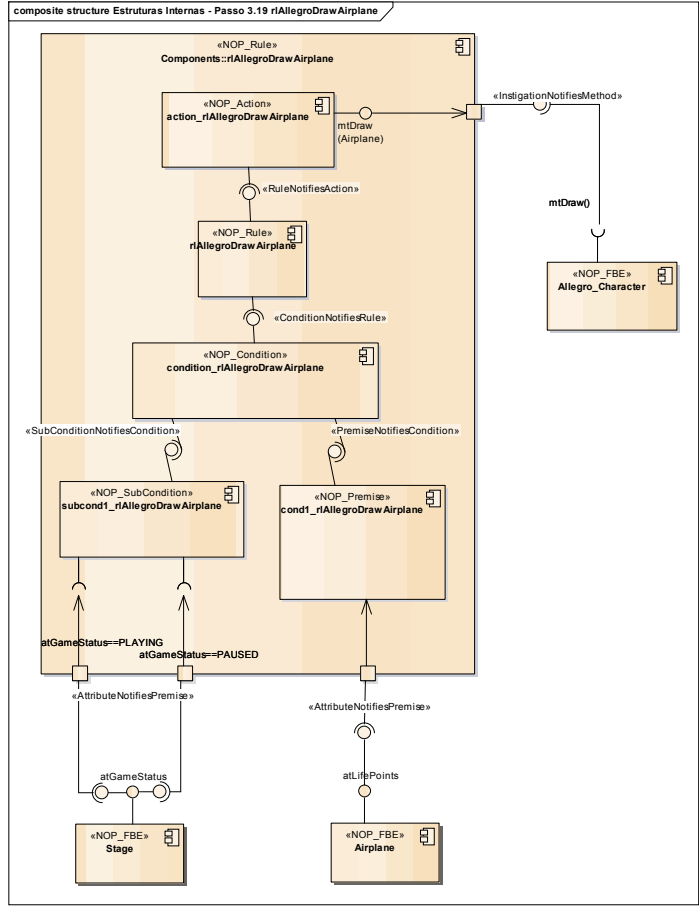 composite structure Estruturas Internas - Passo 3.19 rlAllegroDrawAirplane
«NOP_Rule»
Components::rlAllegroDrawAirplane
«InstigationNotifiesMethod»
«NOP_Action»
action_rlAllegroDrawAirplane
mtDraw
(Airplane)
«RuleNotifiesAction»
mtDraw()
«NOP_Rule»
rlAllegroDrawAirplane
«NOP_FBE»
Allegro_Character
«ConditionNotifiesRule»
«NOP_Condition»
condition_rlAllegroDrawAirplane
«SubConditionNotifiesCondition»
«PremiseNotifiesCondition»
«NOP_SubCondition»
subcond1_rlAllegroDrawAirplane
«NOP_Premise»
cond1_rlAllegroDrawAirplane
atGameStatus==PLAYING
atGameStatus==PAUSED
«AttributeNotifiesPremise»
«AttributeNotifiesPremise»
atGameStatus
atLifePoints
«NOP_FBE»
Stage
«NOP_FBE»
Airplane